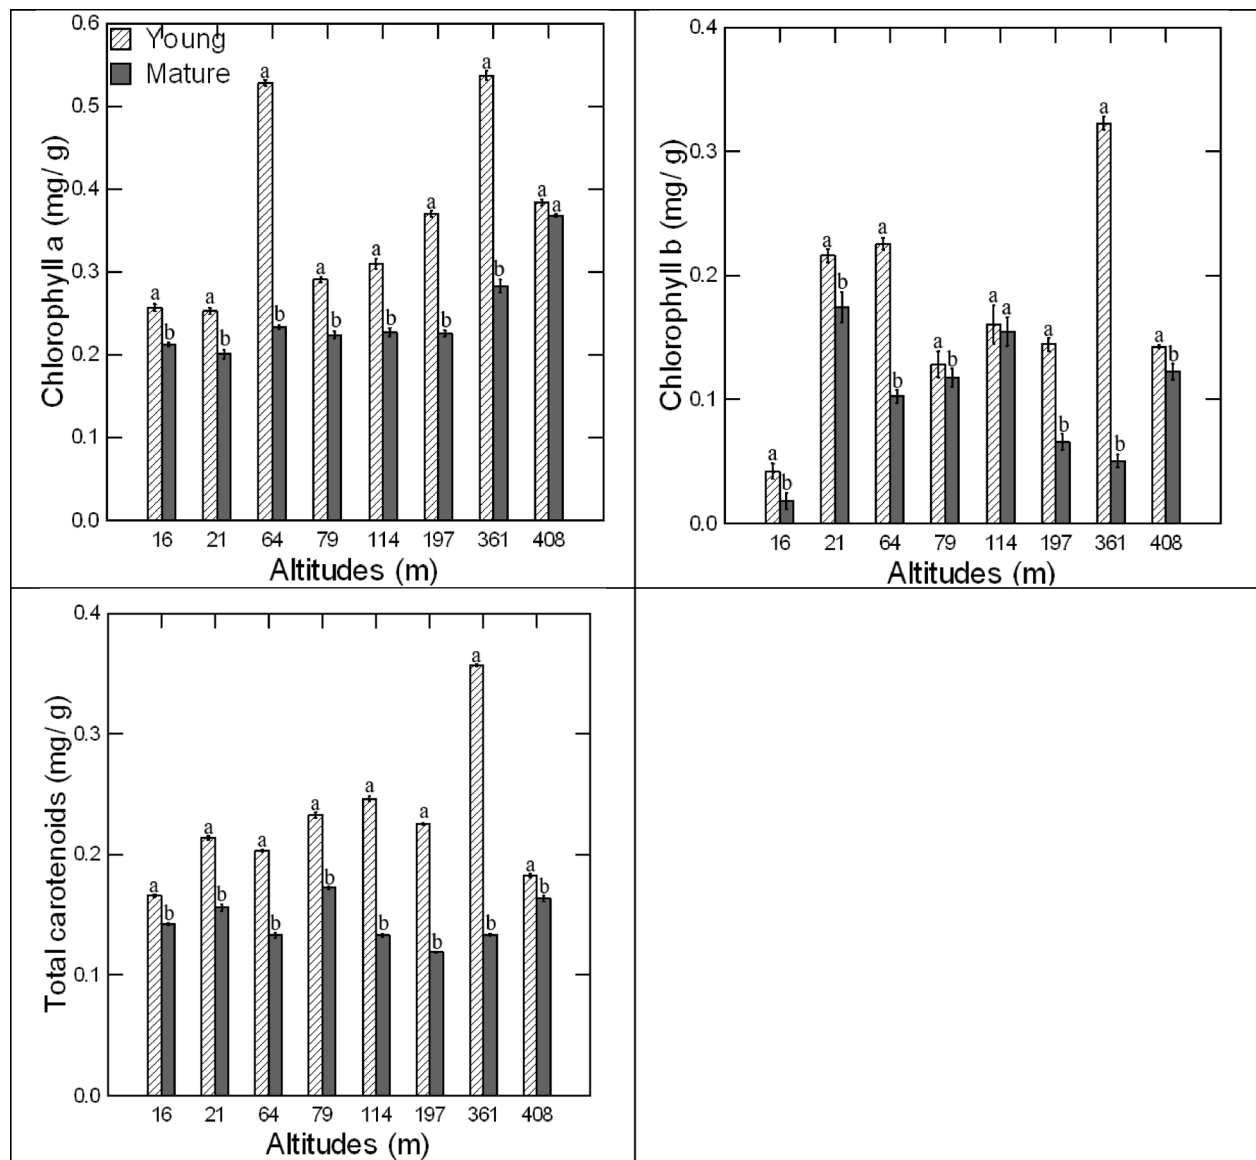 Chlorophyll a (mg/ g)
0.6
0.5
0.4
0.3
0.2
0.1
0.0
Young
Mature
a b a b a b a b a b a b a b a a
16 21 64 79 114 197 361 408
Altitudes (m)
Chlorophyll b (mg/ g)
0.4
0.3
0.2
0.1
0.0
a b a b a b a b a a a b a b a b
16 21 64 79 114 197 361 408
Altitudes (m)
Total carotenoids (mg/ g)
0.4
0.3
0.2
0.1
0.0
a b a b a b a b a b a b a b a b
16 21 64 79 114 197 361 408
Altitudes (m)